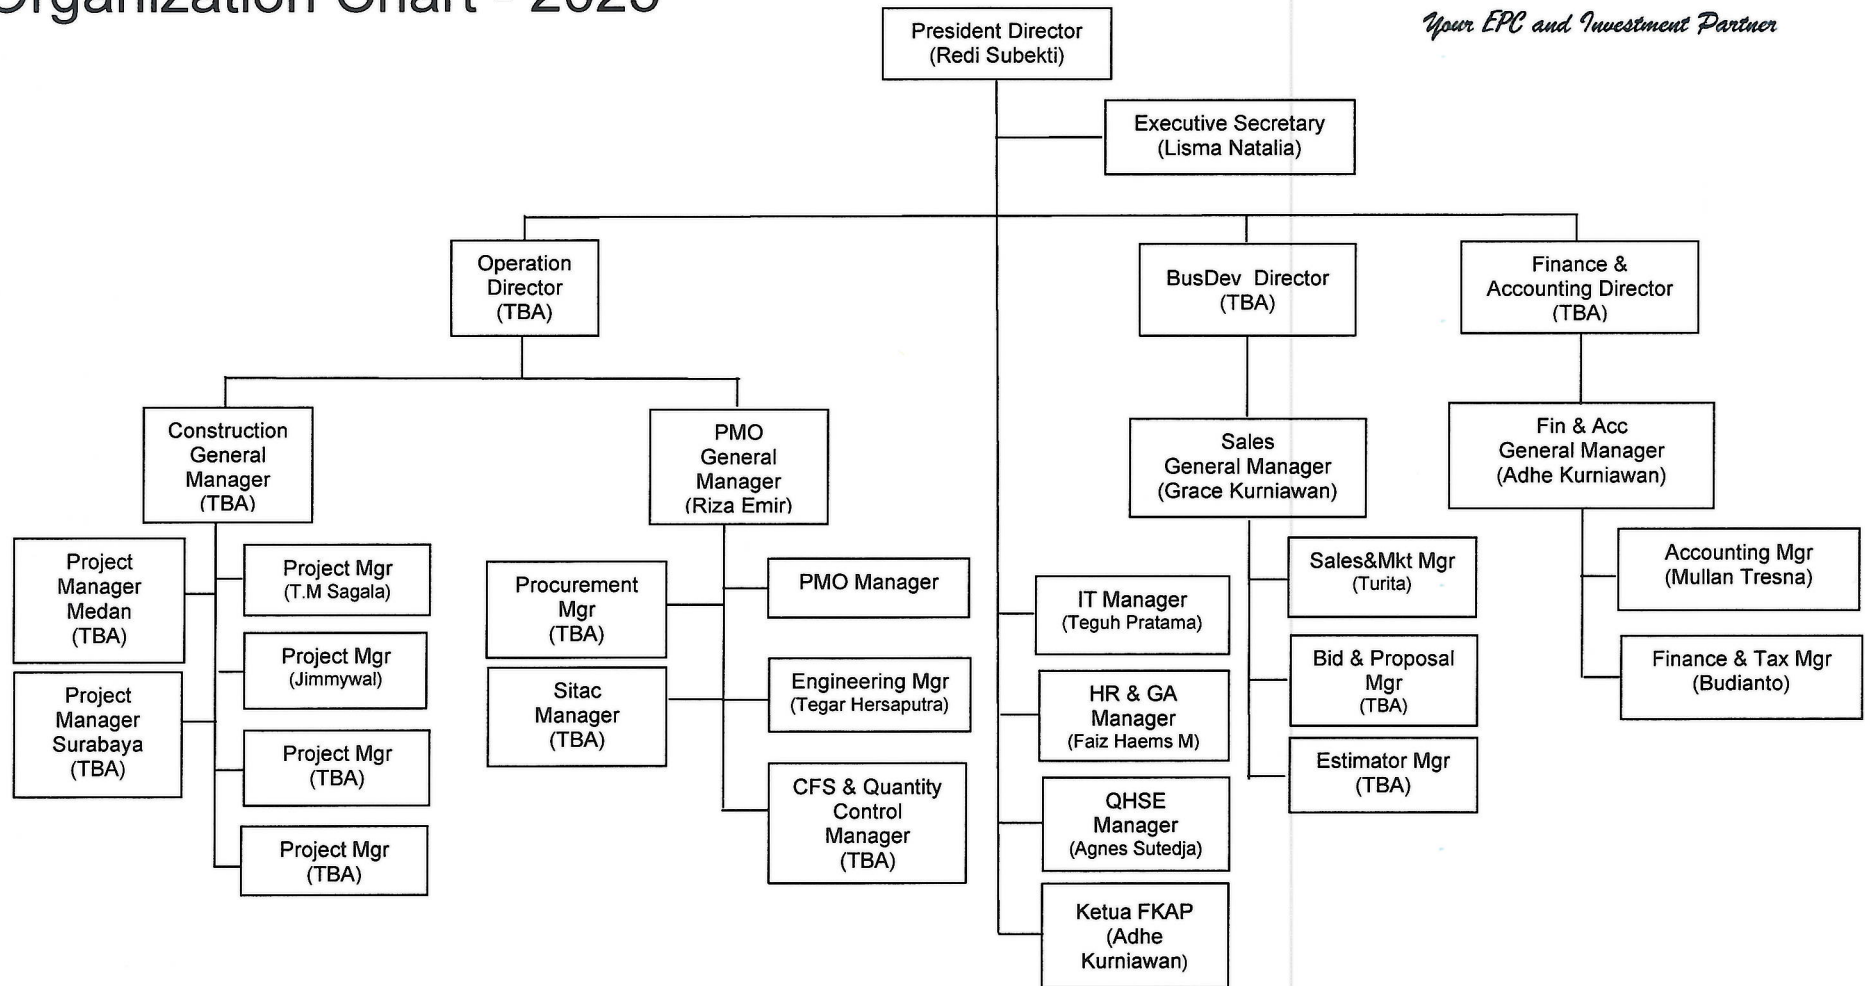 Organization Chart - 2023
Your EPC and Investment Partner
President Director
(Redi Subekti)
Executive Secretary
(Lisma Natalia)
Operation
Director
(TBA)
BusDev Director
(TBA)
Finance &
Accounting Director
(TBA)
Construction
General
Manager
(TBA)
PMO
General
Manager
(Riza Emir)
Sales
General Manager
(Grace Kurniawan)
Fin & Acc
General Manager
(Adhe Kurniawan)
Project
Manager
Medan
(TBA)
Project
Manager
Surabaya
(TBA)
Project Mgr
(T.M Sagala)
Project Mgr
(Jimmywal)
Project Mgr
(TBA)
Project Mgr
(TBA)
Procurement
Mgr
(TBA)
Sitac
Manager
(TBA)
PMO Manager
Engineering Mgr
(Tegar Hersaputra)
CFS & Quantity
Control
Manager
(TBA)
IT Manager
(Teguh Pratama)
HR & GA
Manager
(Faiz Haems M)
QHSE
Manager
(Agnes Sutedja)
Ketua FKAP
(Adhe
Kurniawan)
Sales&Mkt Mgr
(Turita)
Bid & Proposal
Mgr
(TBA)
Estimator Mgr
(TBA)
Accounting Mgr
(Mullan Tresna)
Finance & Tax Mgr
(Budianto)